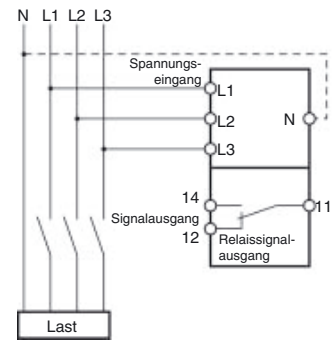 N L1 L2 L3
Spannungs-
eingang
L1
L2
N
L3
14
Signalausgang
11
12
Relaissignal-
ausgang
Last